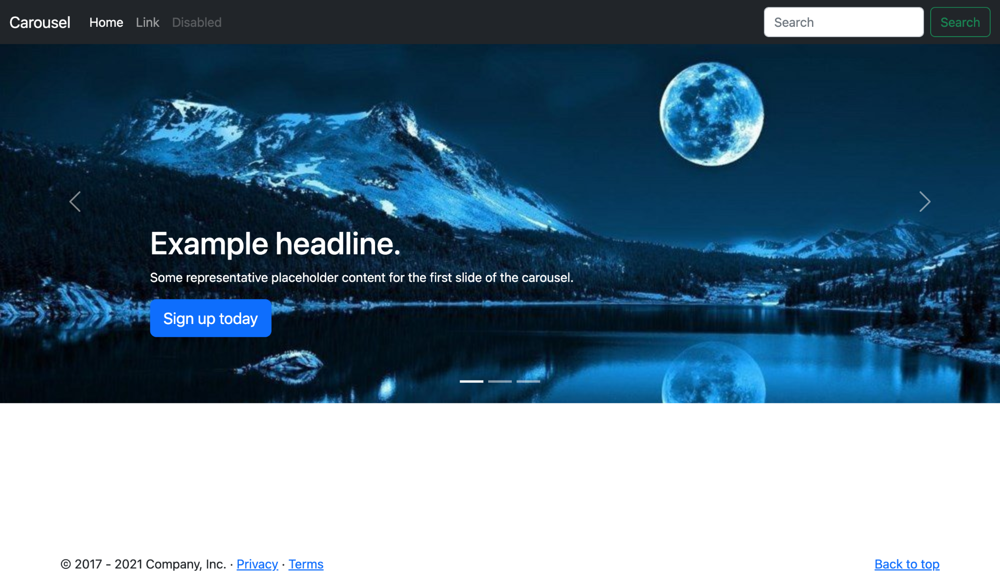 Carousel Home Link Disabled Search Search
Example headline.
Some representative placeholder content for the first slide of the carousel.
Sign up today
© 2017 - 2021 Company, Inc. · Privacy · Terms Back to top